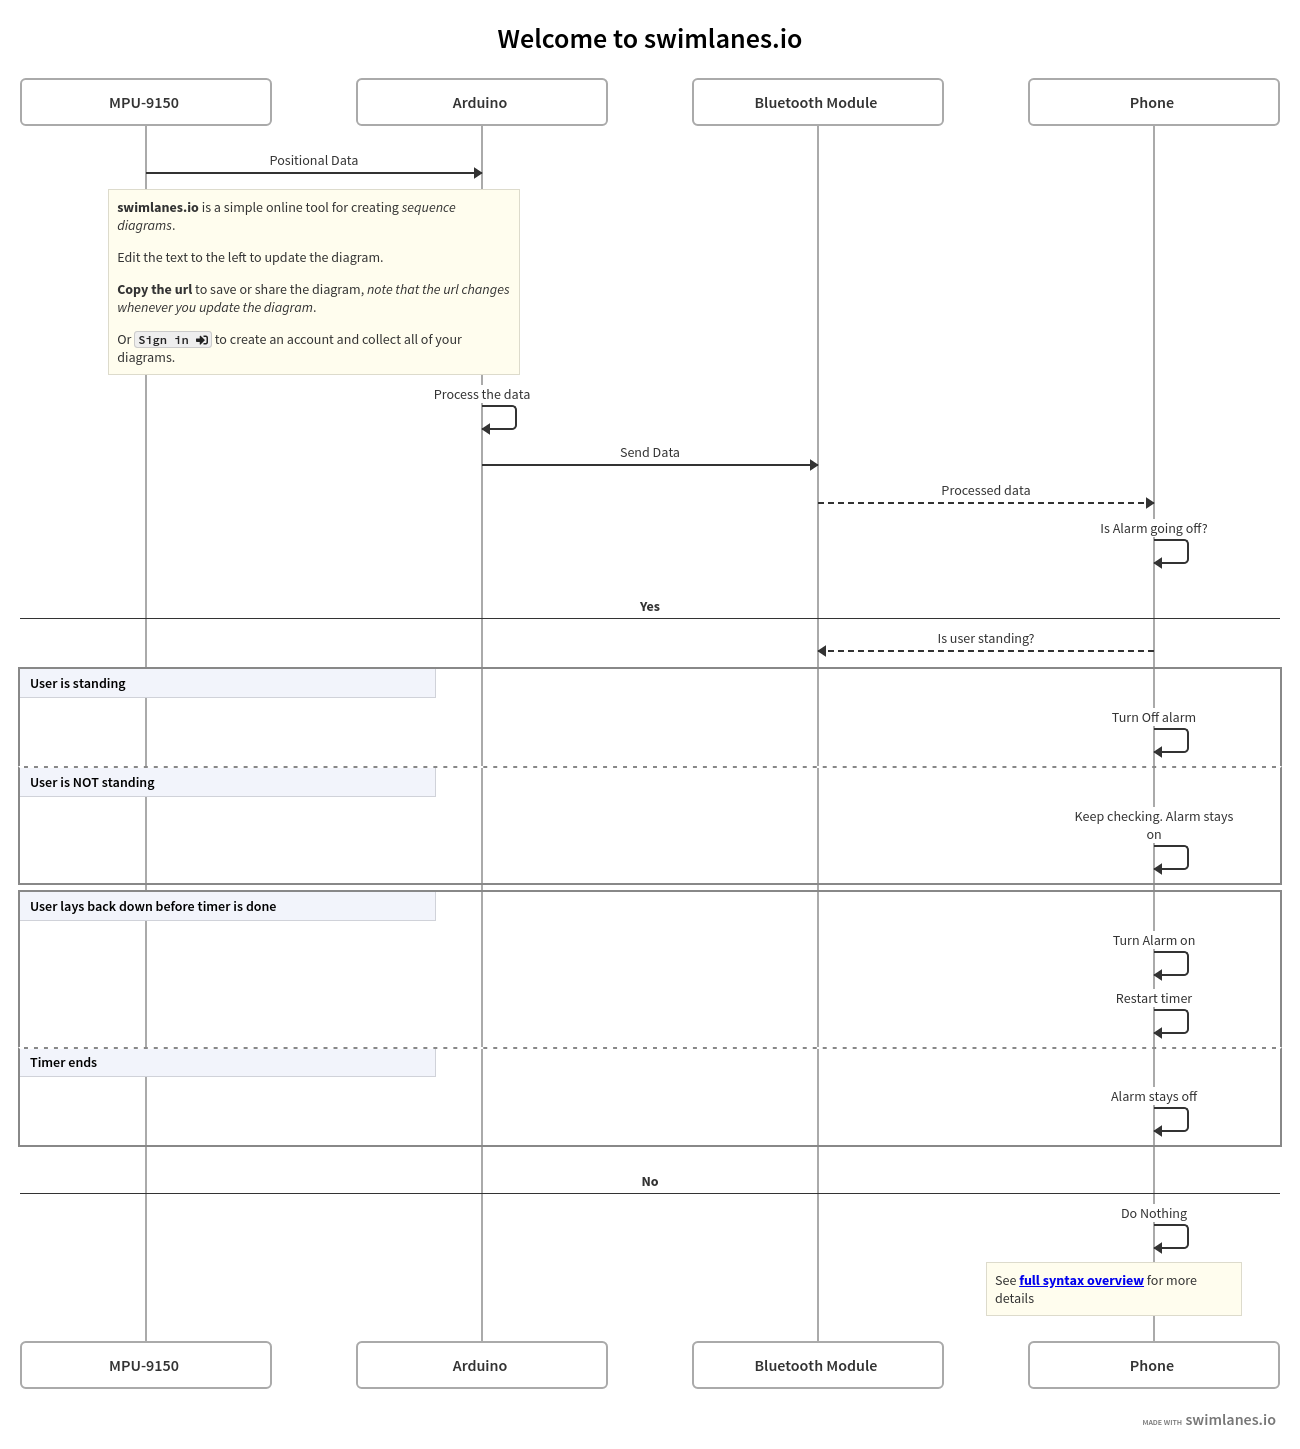 Welcome to swimlanes.io
MPU-9150
Arduino
Bluetooth Module
Phone
Positional Data
swimlanes.io is a simple online tool for creating sequence
diagrams.
Edit the text to the left to update the diagram.
Copy the url to save or share the diagram, note that the url changes
whenever you update the diagram.
Or Sign in to create an account and collect all of your
diagrams.
Process the data
Send Data
Processed data
Is Alarm going off?
Yes
Is user standing?
User is standing
Turn Off alarm
User is NOT standing
Keep checking. Alarm stays
on
User lays back down before timer is done
Turn Alarm on
Restart timer
Timer ends
Alarm stays off
No
Do Nothing
See full syntax overview for more
details
MPU-9150
Arduino
Bluetooth Module
Phone
MADE WITH swimlanes.io